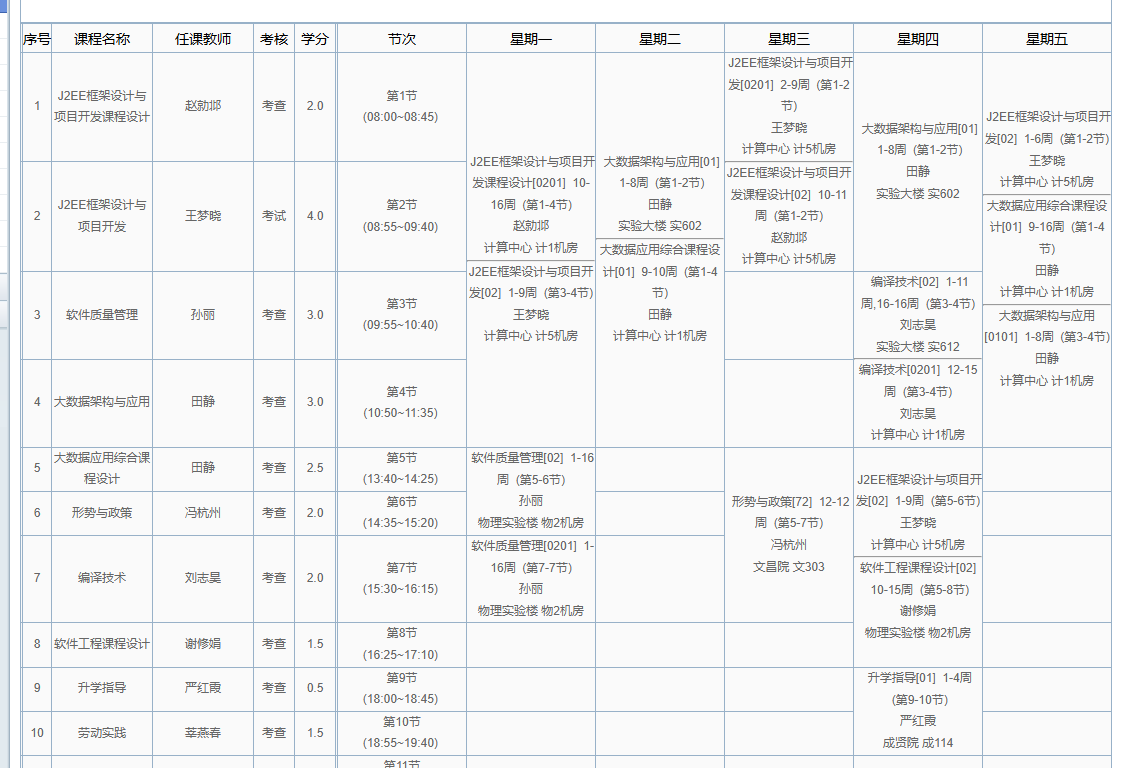 序号 课程名称 任课教师 考核 学分 节次 星期一 星期二 星期三 星期四 星期五
1
J2EE框架设计与
项目开发课程设计
考查
2.0
第1节
(08:00~08:45)
2
J2EE框架设计与
项目开发
王梦晓
考试
4.0
第2节
(08:55~09:40)
3
软件质量管理
孙丽
考查
3.0
第3节
(09:55~10:40)
4
大数据架构与应用
田静
考查
3.0
第4节
(10:50~11:35)
5
大数据应用综合课
程设计
田静
考查
2.5
第5节
(13:40~14:25)
6
形势与政策
冯杭州
考查
2.0
第6节
(14:35~15:20)
7
编译技术
刘志昊
考查
2.0
第7节
(15:30~16:15)
8
软件工程课程设计
谢修娟
考查
1.5
第8节
(16:25~17:10)
9
升学指导
严红霞
考查
0.5
第9节
(18:00~18:45)
10
劳动实践
莘燕春
考查
1.5
第10节
(18:55~19:40)
第11节
J2EE框架设计与项目开
发课程设计[0201] 10-
16周 (第1-4节)
计算中心 计1机房
J2EE框架设计与项目开
发[02] 1-9周 (第3-4节)
王梦晓
计算中心 计5机房
软件质量管理[02] 1-16
周 (第5-6节)
孙丽
物理实验楼 物2机房
软件质量管理[0201] 1-
16周 (第7-7节)
孙丽
物理实验楼 物2机房
大数据架构与应用[01]
1-8周 (第1-2节)
田静
实验大楼 实602
大数据应用综合课程设
计[01] 9-10周 (第1-4
节)
田静
计算中心 计1机房
J2EE框架设计与项目开
发[0201] 2-9周 (第1-2
节)
王梦晓
计算中心 计5机房
J2EE框架设计与项目开
发课程设计[02] 10-11
周 (第1-2节)
计算中心 计5机房
形势与政策[72] 12-12
周 (第5-7节)
冯杭州
文昌院 文303
大数据架构与应用[01]
1-8周 (第1-2节)
田静
实验大楼 实602
编译技术[02] 1-11
周,16-16周 (第3-4节)
刘志昊
实验大楼 实612
编译技术[0201] 12-15
周 (第3-4节)
刘志昊
计算中心 计1机房
J2EE框架设计与项目开
发[02] 1-9周 (第5-6节)
王梦晓
计算中心 计5机房
软件工程课程设计[02]
10-15周 (第5-8节)
谢修娟
物理实验楼 物2机房
升学指导[01] 1-4周
(第9-10节)
严红霞
成贤院 成114
J2EE框架设计与项目开
发[02] 1-6周 (第1-2节)
王梦晓
计算中心 计5机房
大数据应用综合课程设
计[01] 9-16周 (第1-4
节)
田静
计算中心 计1机房
大数据架构与应用
[0101] 1-8周 (第3-4节)
田静
计算中心 计1机房